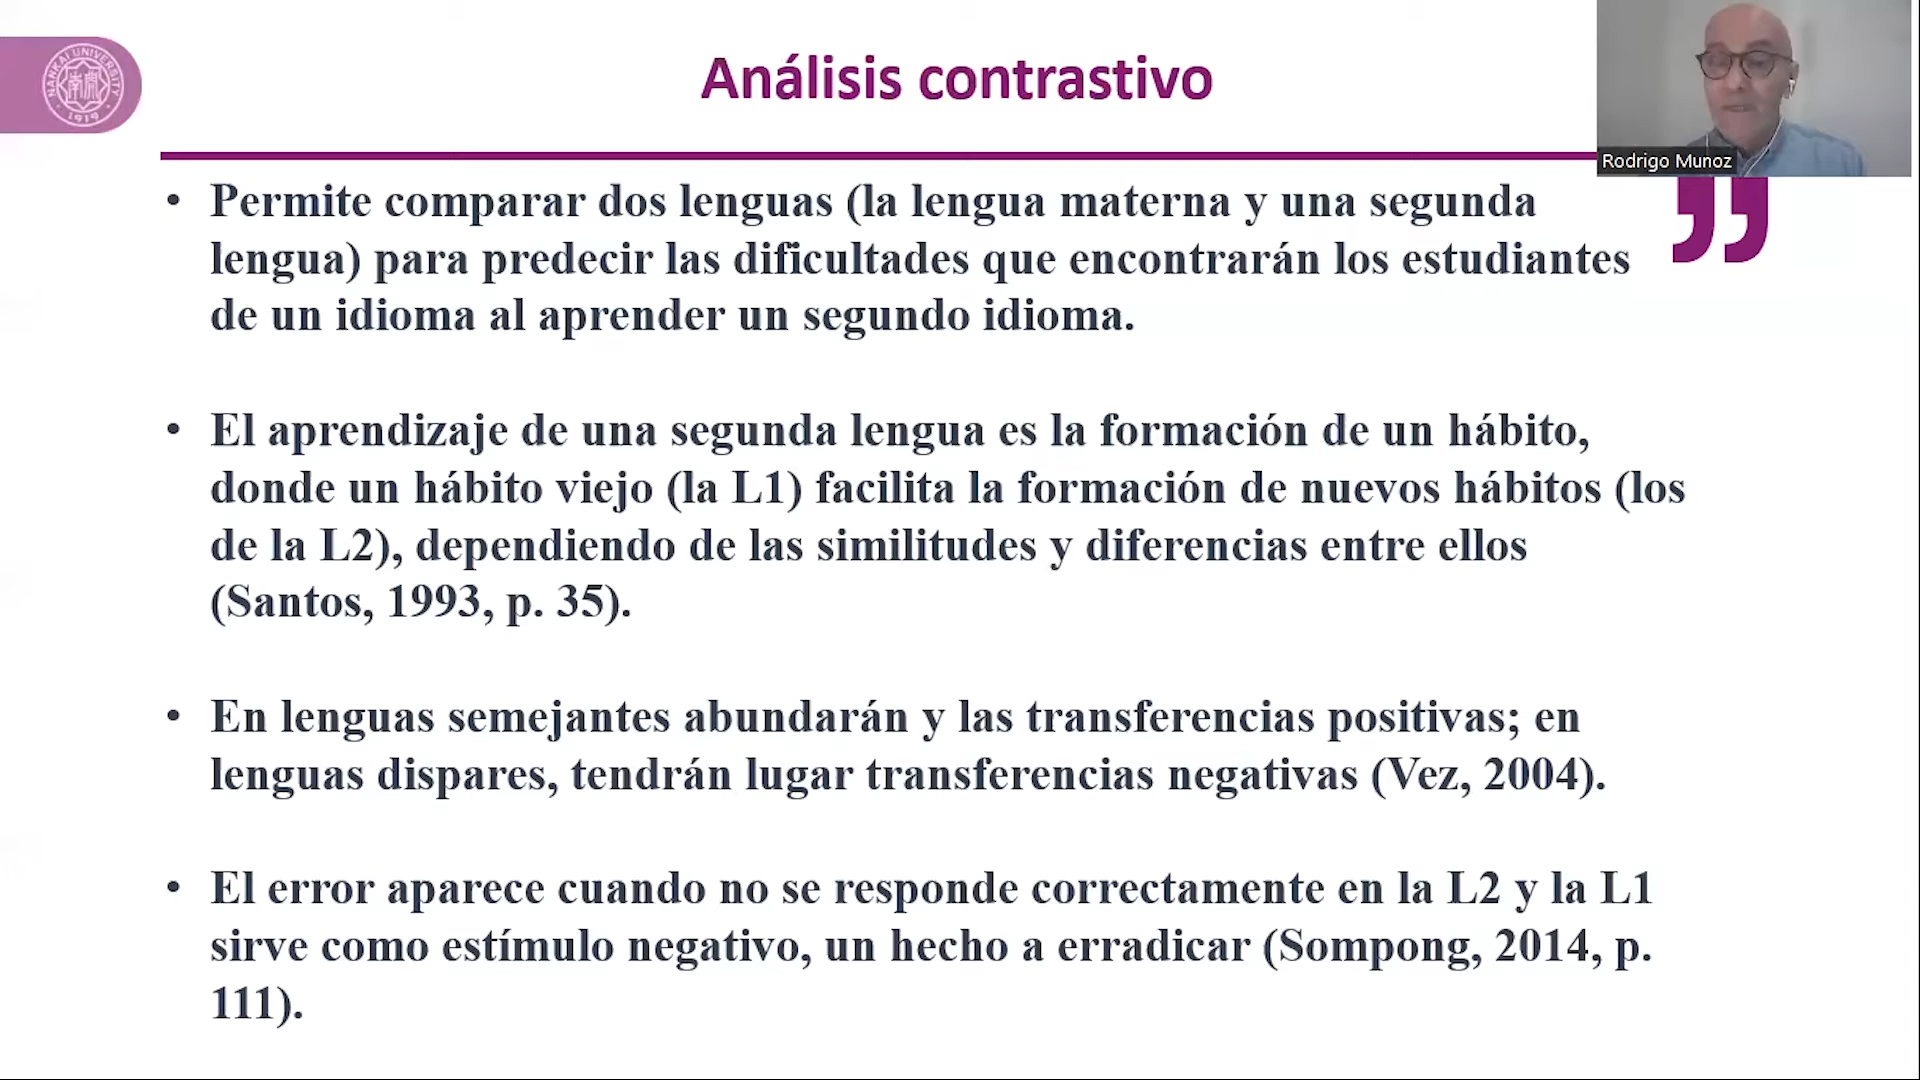 NANKAI UNIVERSITY
南開
1919
Análisis contrastivo
Rodrigo Munoz
”
• Permite comparar dos lenguas (la lengua materna y una segunda
lengua) para predecir las dificultades que encontrarán los estudiantes
de un idioma al aprender un segundo idioma.
• El aprendizaje de una segunda lengua es la formación de un hábito,
donde un hábito viejo (la L1) facilita la formación de nuevos hábitos (los
de la L2), dependiendo de las similitudes y diferencias entre ellos
(Santos, 1993, p. 35).
• En lenguas semejantes abundarán y las transferencias positivas; en
lenguas dispares, tendrán lugar transferencias negativas (Vez, 2004).
• El error aparece cuando no se responde correctamente en la L2 y la L1
sirve como estímulo negativo, un hecho a erradicar (Sompong, 2014, p.
111).